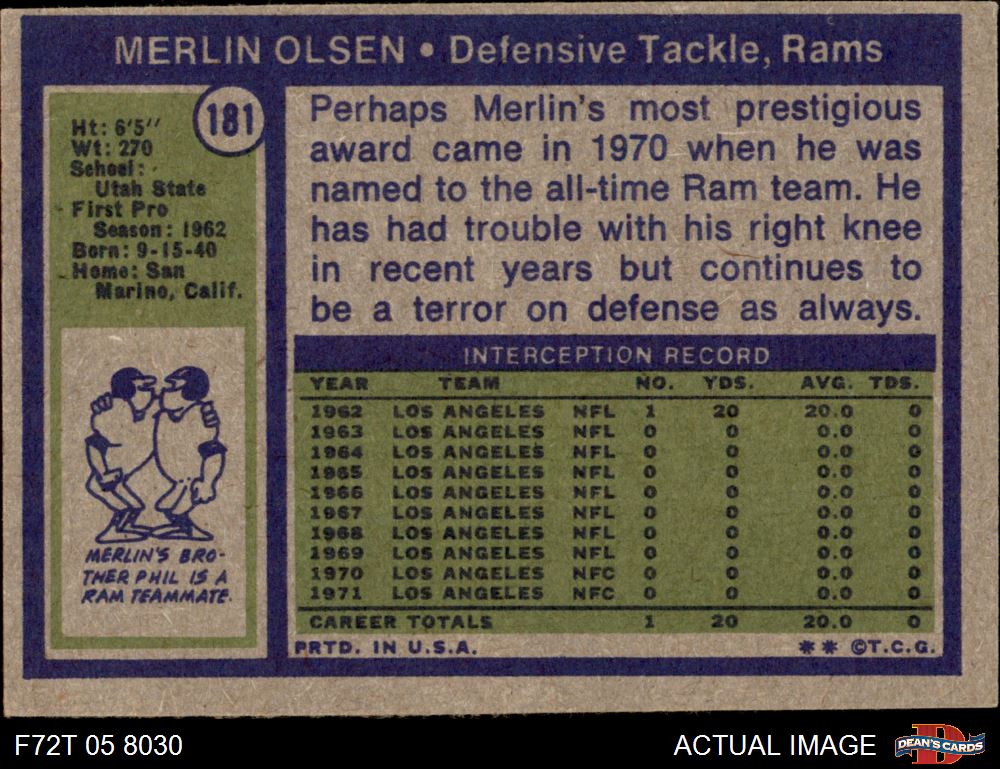 MERLIN OLSEN • Defensive Tackle, Rams
181
Ht: 6'5''
Wt: 270
School:
Utah State
First Pro
Season: 1962
Born: 9-15-40
Home: San
Marino, Calif.
MERLIN'S BRO-
THER PHIL IS A
RAM TEAMMATE.
Perhaps Merlin's most prestigious
award came in 1970 when he was
named to the all-time Ram team. He
has had trouble with his right knee
in recent years but continues to
be a terror on defense as always.
INTERCEPTION RECORD
YEAR TEAM NO. YDS. AVG. TDS.
1962 LOS ANGELES NFL 1 20 20.0 0
1963 LOS ANGELES NFL 0 0 0.0 0
1964 LOS ANGELES NFL 0 0 0.0 0
1965 LOS ANGELES NFL 0 0 0.0 0
1966 LOS ANGELES NFL 0 0 0.0 0
1967 LOS ANGELES NFL 0 0 0.0 0
1968 LOS ANGELES NFL 0 0 0.0 0
1969 LOS ANGELES NFL 0 0 0.0 0
1970 LOS ANGELES NFC 0 0 0.0 0
1971 LOS ANGELES NFC 0 0 0.0 0
CAREER TOTALS 1 20 20.0 0
PRTD. IN U.S.A. ** ©T.C.G.
F72T 05 8030 ACTUAL IMAGE D DEAN'S CARDS